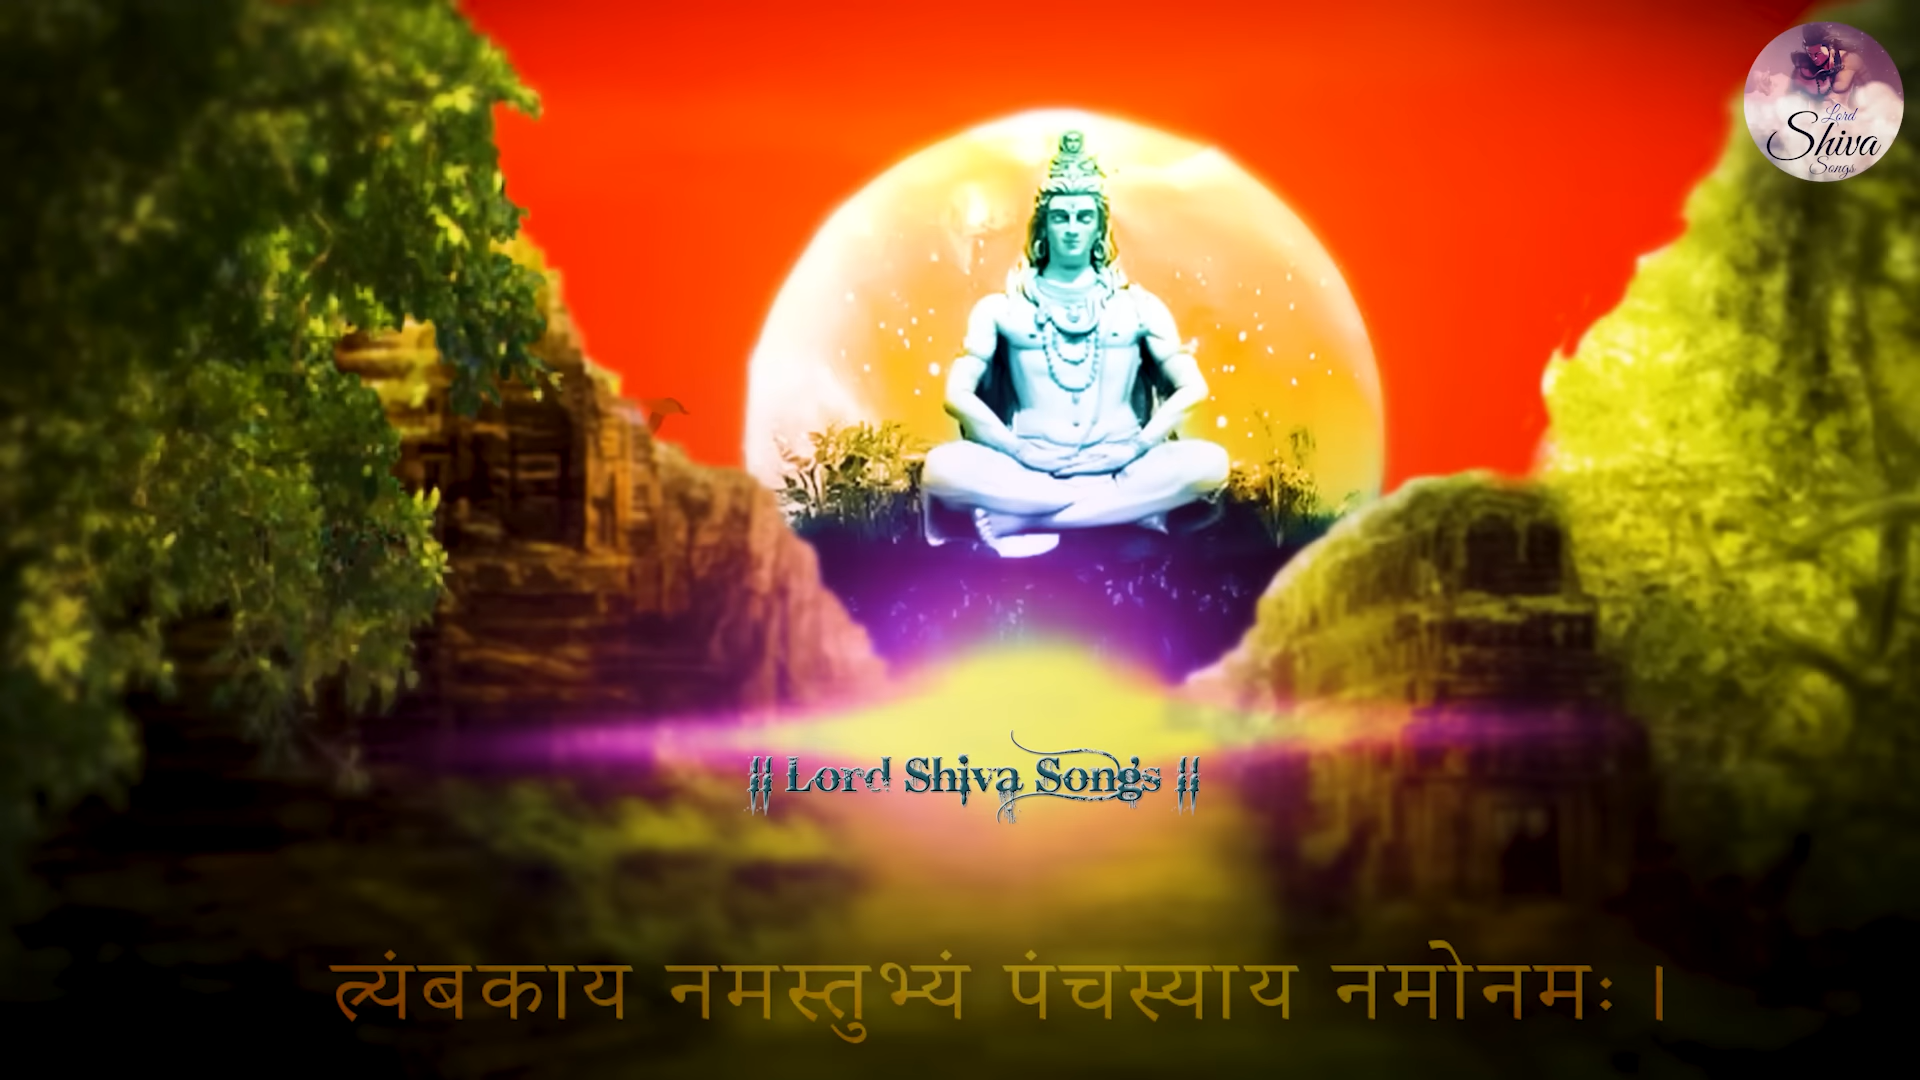 Lord
Shiva
Songs
|| Lord Shiva Songs ||
त्र्यंबकाय नमस्तुभ्यं पंचस्याय नमोनमः ।